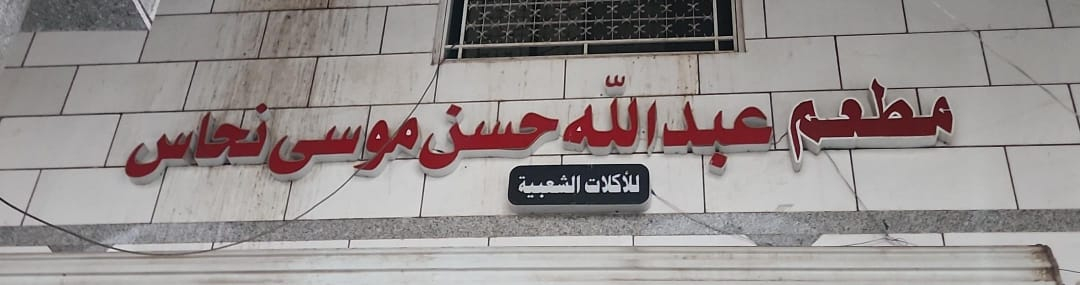 مطعم عبدالله حسن موسى نحاس
للأكلات الشعبية